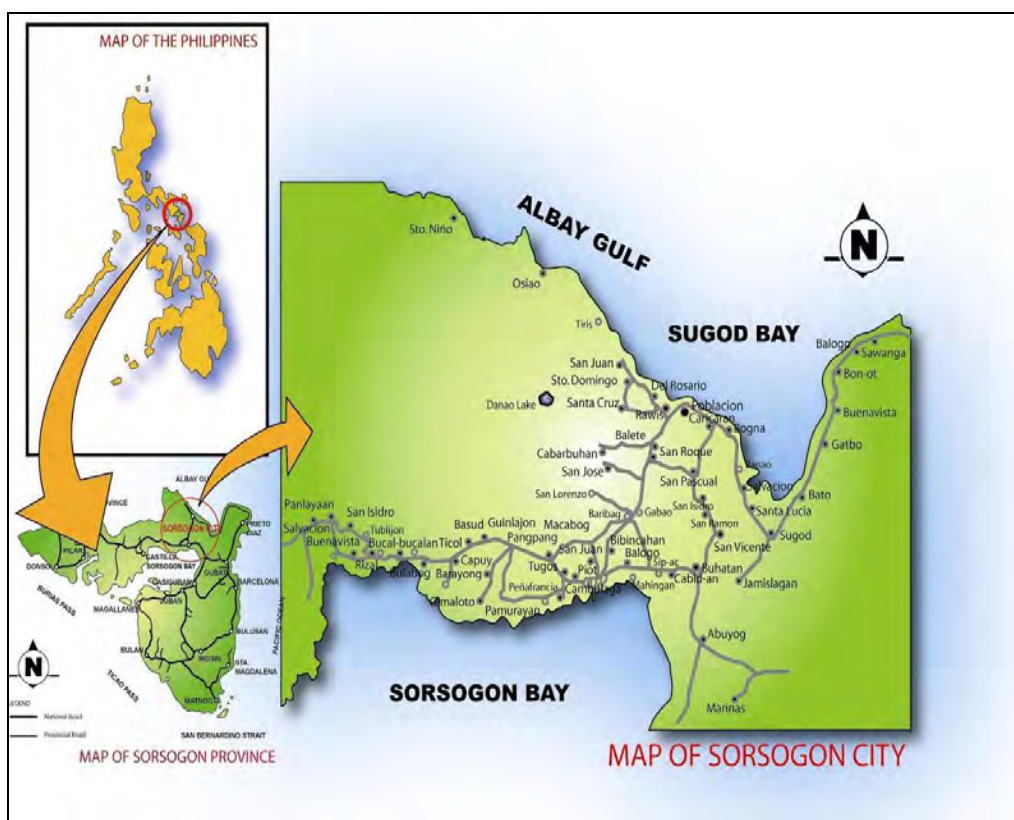 MAP OF THE PHILIPPINES
ALBAY GULF
SUGOD BAY
N
Sto. Nino
Osiao
Tiris
San Juan
Sto. Domingo
Del Rosario
Danao Lake
Santa Cruz
Rawis
Poblacion
Caricaran
Bogna
Balete
Cabarbuhan
San Roque
San Jose
San Pascual
Salvacion
San Lorenzo
San Isidro
Santa Lucia
Baribag
Gabao
San Ramon
Macabog
Bibincahan
San Vicente
Sugod
Balogo
Sawanga
Bon-ot
Buenavista
Gatbo
Bato
Jamislagan
Panlayaan
San Isidro
Salvacion
Tublijon
Buenavista
Bucal-bucalan
Rizal
Bulabog
Basud
Guinlajon
Ticol
Pangpang
Capuy
Barayong
Gimaloto
San Juan
Tugos
Piot
Balogo
Sip-ac
Peñafrancia
Cambulaga
Pamurayan
Mahingan
Cabid-an
Buhatan
Abuyog
Marinas
SORSOGON BAY
MAP OF SORSOGON CITY
SORSOGON CITY
PRIETO
DIAZ
PILAR
CASTILLA
SORSOGON BAY
DONSO
CASIGURAN
GUBAT
BARCELONA
BURIAS PASS
MAGALLANES
JUBAN
BULUSAN
PACIFIC OCEAN
BULAN
IROSIN
STA.
MAGDALENA
TICAO PASS
MATNOG
N
LEGEND
National Road
Provincial Road
SAN BERNARDINO STRAIT
MAP OF SORSOGON PROVINCE